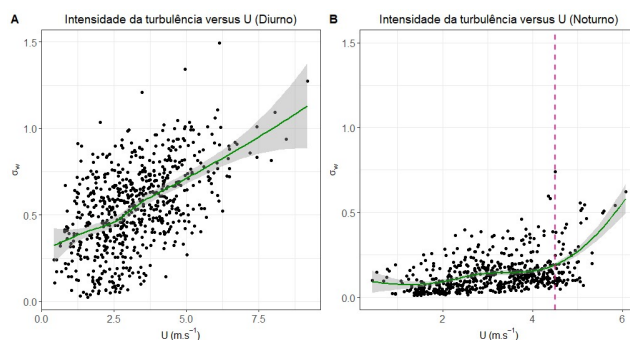 A
Intensidade da turbulência versus U (Diurno)
1.5
1.0
0.5
0.0
σw
0.0
2.5
5.0
7.5
U (m.s⁻¹)
B
Intensidade da turbulência versus U (Noturno)
1.5
1.0
0.5
0.0
σw
2
4
6
U (m.s⁻¹)